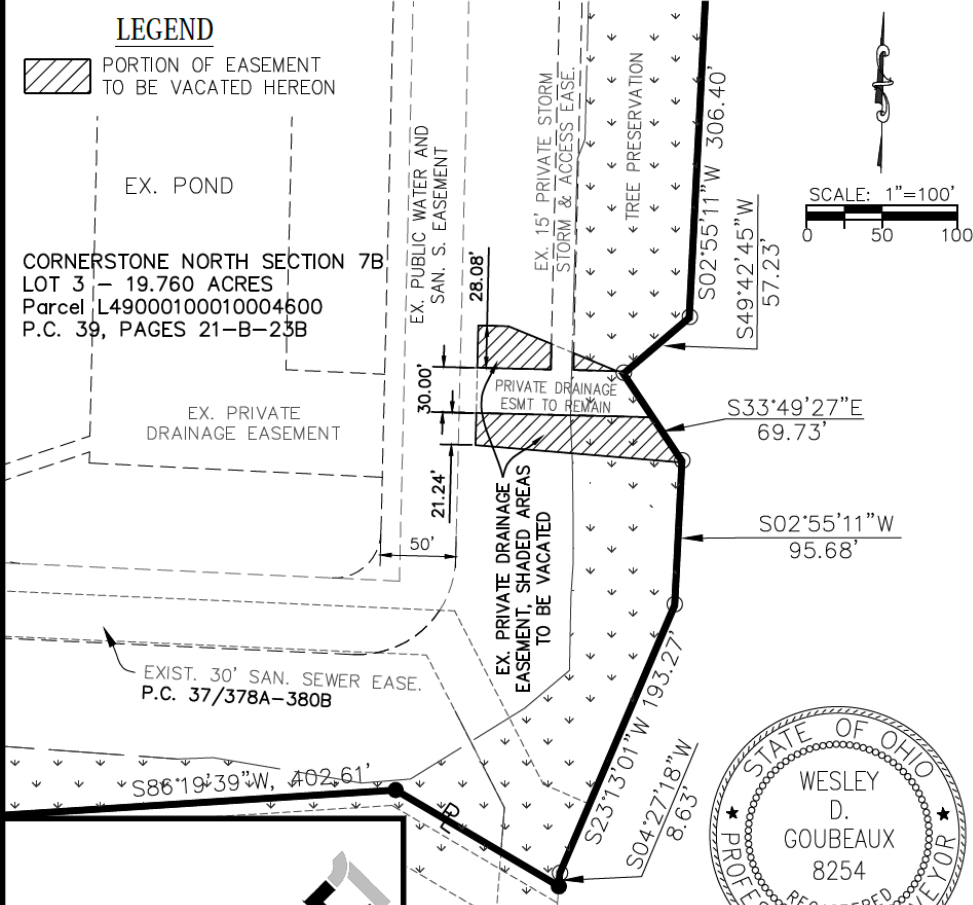 LEGEND
PORTION OF EASEMENT
TO BE VACATED HEREON
EX. POND
CORNERSTONE NORTH SECTION 7B
LOT 3 – 19.760 ACRES
Parcel L49000100010004600
P.C. 39, PAGES 21–B–23B
EX. PRIVATE
DRAINAGE EASEMENT
EX. PUBLIC WATER AND
SAN. S. EASEMENT
28.08'
30.00'
21.24'
50'
EX. 15' PRIVATE STORM
STORM & ACCESS EASE.
TREE PRESERVATION
PRIVATE DRAINAGE
ESMT TO REMAIN
EX. PRIVATE DRAINAGE
EASEMENT, SHADED AREAS
TO BE VACATED
S02°55'11"W 306.40'
S49°42'45"W
57.23'
SCALE: 1"=100'
0 50 100
S33°49'27"E
69.73'
S02°55'11"W
95.68'
EXIST. 30' SAN. SEWER EASE.
P.C. 37/378A–380B
S86°19'39"W, 402.61'
S23°13'01"W 193.27'
S04°27'18"W
8.63'
STATE OF OHIO
WESLEY
D.
GOUBEAUX
8254